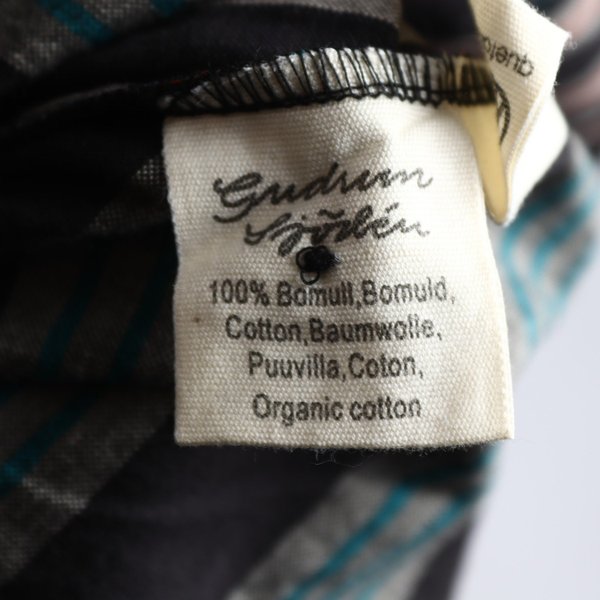 Gudrun
Sjödén
100% Bomull,Bomuld,
Cotton,Baumwolle,
Puuvilla,Coton,
Organic cotton